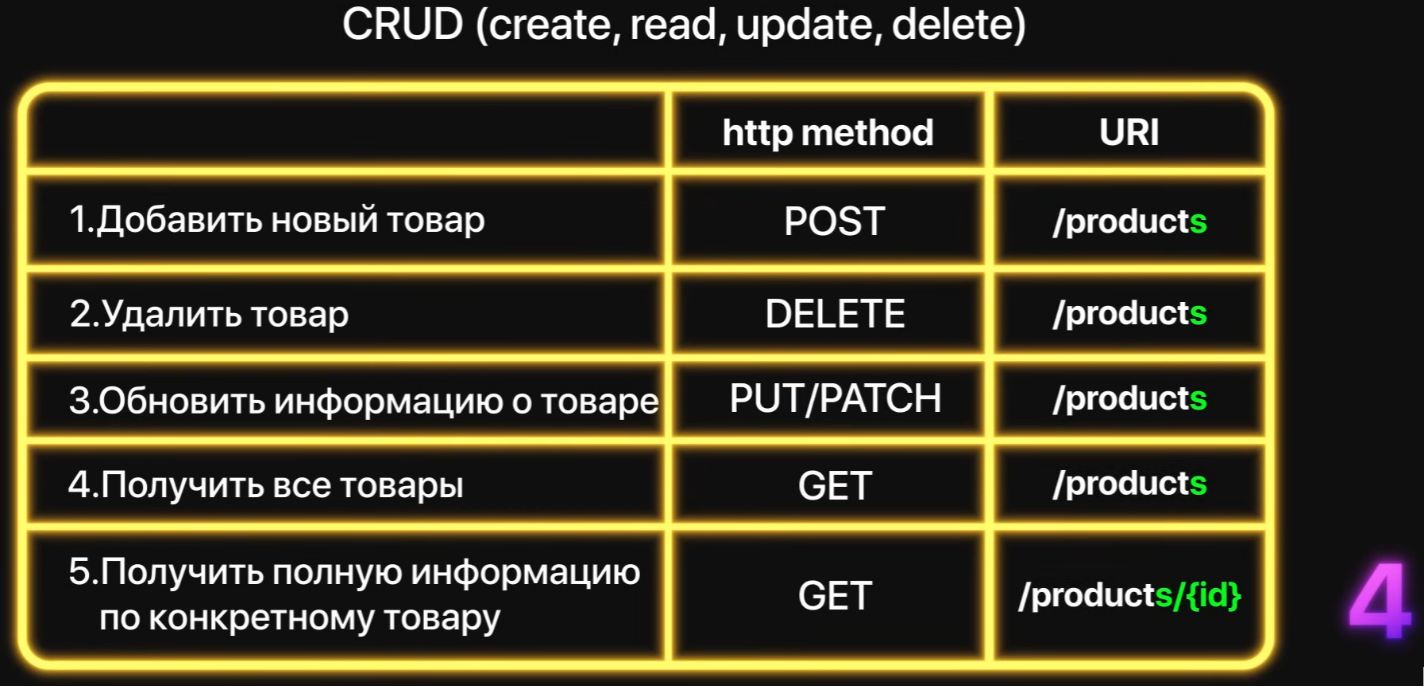 CRUD (create, read, update, delete)
http method URI
1.Добавить новый товар POST /products
2.Удалить товар DELETE /products
3.Обновить информацию о товаре PUT/PATCH /products
4.Получить все товары GET /products
5.Получить полную информацию
по конкретному товару GET /products/{id}
4